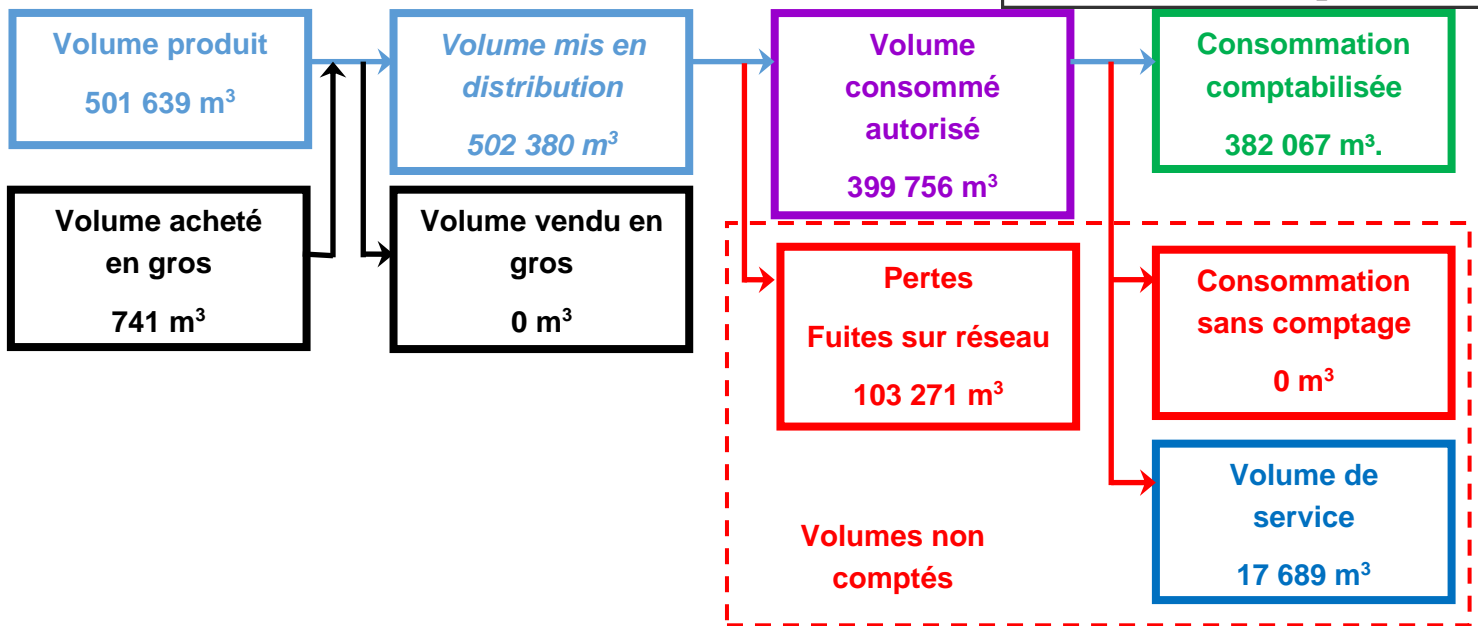 Volume produit
501 639 m³
Volume mis en
distribution
502 380 m³
Volume
consommé
autorisé
399 756 m³
Consommation
comptabilisée
382 067 m³.
Volume acheté
en gros
741 m³
Volume vendu en
gros
0 m³
Pertes
Fuites sur réseau
103 271 m³
Consommation
sans comptage
0 m³
Volumes non
comptés
Volume de
service
17 689 m³